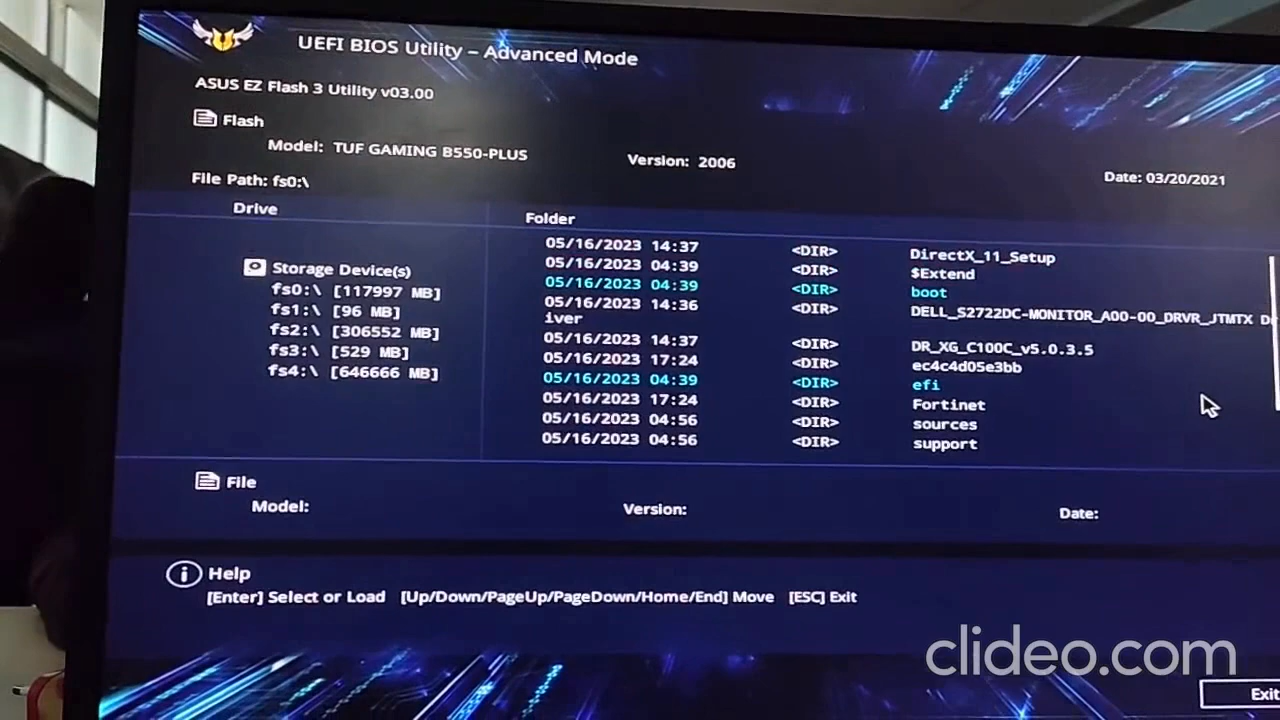 UEFI BIOS Utility – Advanced Mode
ASUS EZ Flash 3 Utility v03.00
Flash
Model: TUF GAMING B550-PLUS Version: 2006 Date: 03/20/2021
File Path: fs0:\
Drive Folder
Storage Device(s)
fs0:\ [117997 MB]
fs1:\ [96 MB]
fs2:\ [306552 MB]
fs3:\ [529 MB]
fs4:\ [646666 MB]
05/16/2023 14:37 <DIR> DirectX_11_Setup
05/16/2023 04:39 <DIR> $Extend
05/16/2023 04:39 <DIR> boot
05/16/2023 14:36 <DIR> DELL_S2722DC-MONITOR_A00-00_DRVR_JTMTX Dr
iver
05/16/2023 14:37 <DIR> DR_XG_C100C_v5.0.3.5
05/16/2023 17:24 <DIR> ec4c4d05e3bb
05/16/2023 04:39 <DIR> efi
05/16/2023 17:24 <DIR> Fortinet
05/16/2023 04:56 <DIR> sources
05/16/2023 04:56 <DIR> support
File
Model: Version: Date:
Help
[Enter] Select or Load [Up/Down/PageUp/PageDown/Home/End] Move [ESC] Exit
clideo.com
Exit